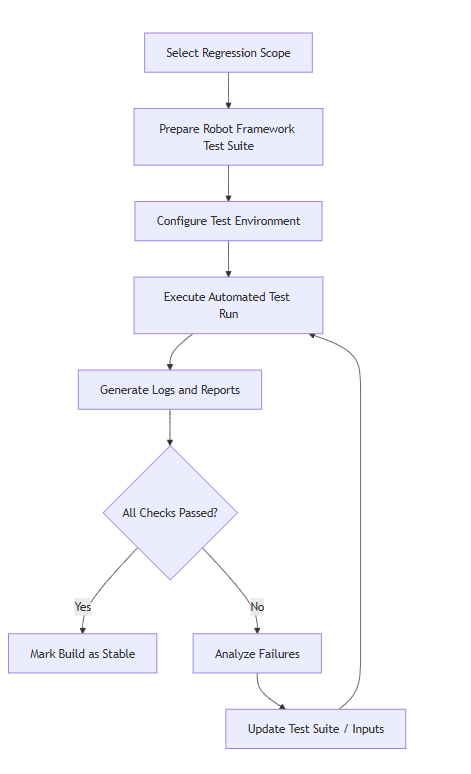 Select Regression Scope
Prepare Robot Framework
Test Suite
Configure Test Environment
Execute Automated Test
Run
Generate Logs and Reports
All Checks Passed?
Yes
No
Mark Build as Stable
Analyze Failures
Update Test Suite / Inputs